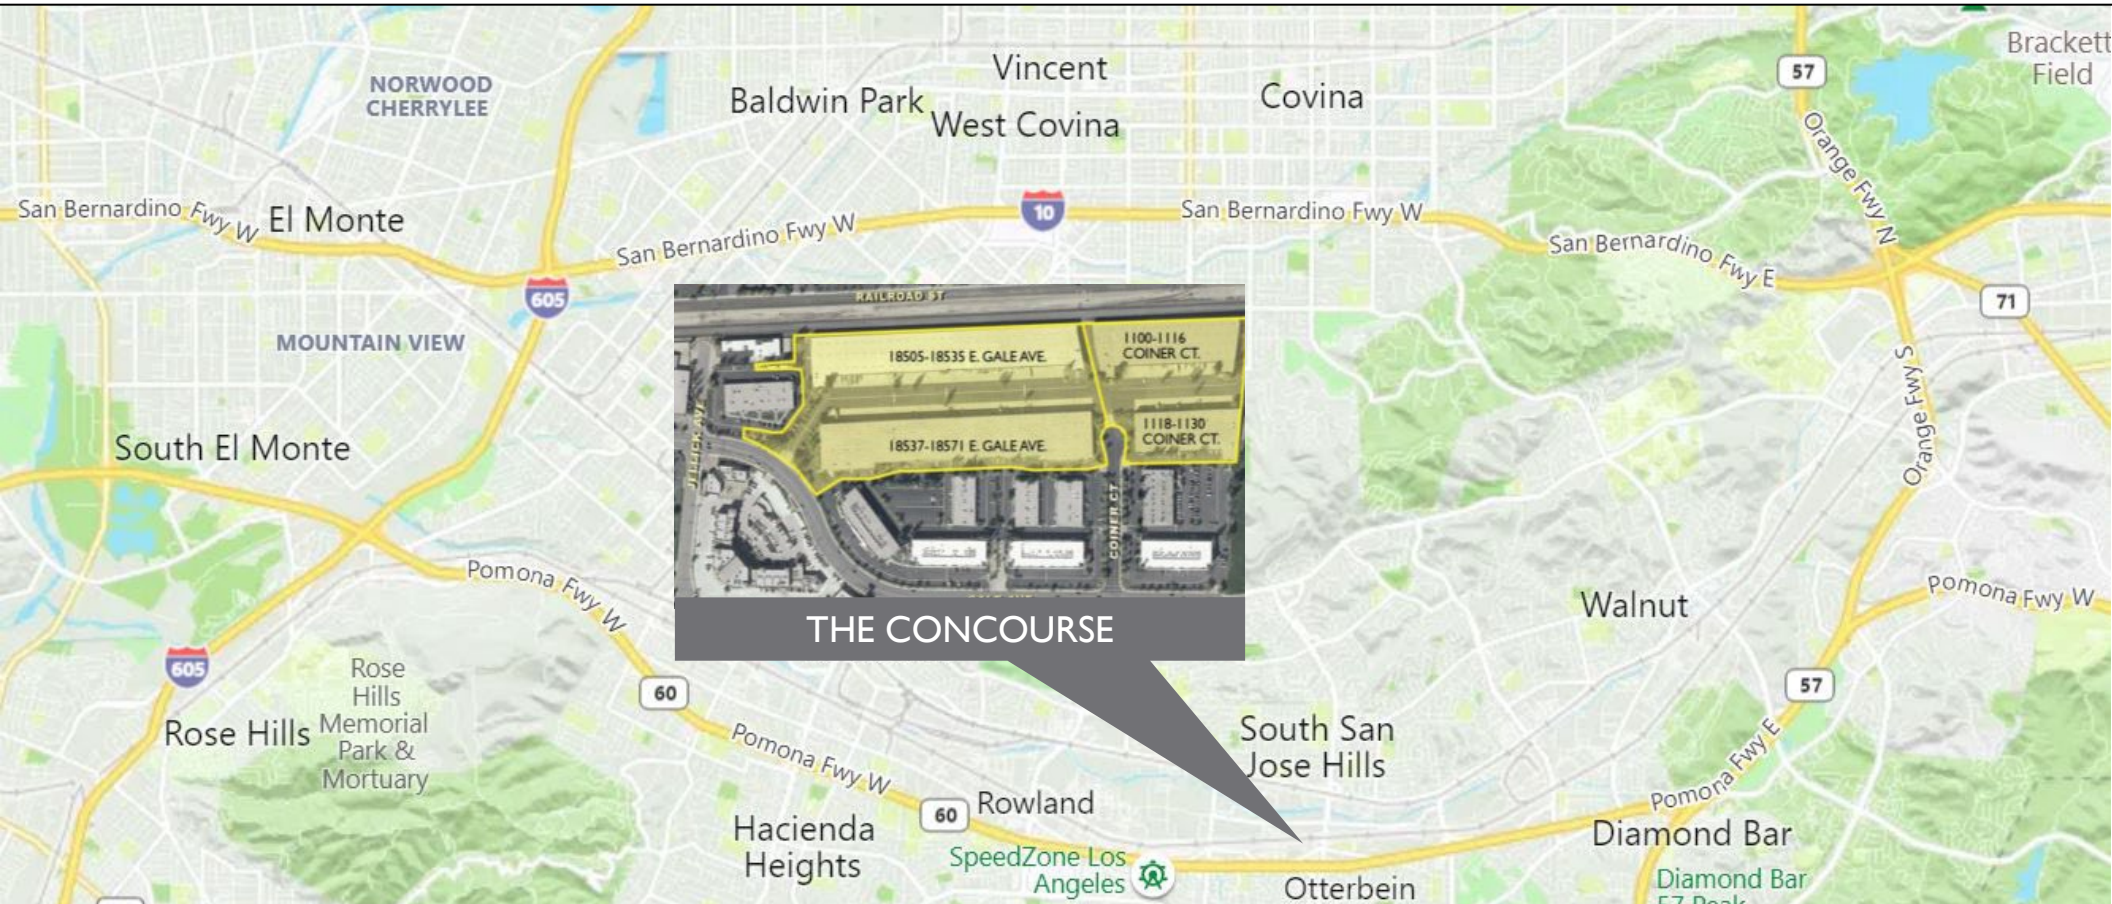 Brackett
Field
57
Vincent
NORWOOD
CHERRYLEE
Baldwin Park
Covina
West Covina
Orange Fwy N
San Bernardino Fwy W
El Monte
10
San Bernardino Fwy W
San Bernardino Fwy W
San Bernardino Fwy E
605
71
RAILROAD ST
MOUNTAIN VIEW
18505-18535 E. GALE AVE.
1100-1116
COINER CT.
Orange Fwy S
JELLICK AVE
South El Monte
18537-18571 E. GALE AVE.
1118-1130
COINER CT.
COINER CT
Pomona Fwy W
Pomona Fwy W
THE CONCOURSE
Walnut
605
Rose
Hills
Memorial
Park &
Mortuary
60
57
Rose Hills
Pomona Fwy W
South San
Jose Hills
Pomona Fwy E
60
Rowland
Hacienda
Heights
Diamond Bar
SpeedZone Los
Angeles
Otterbein
Diamond Bar